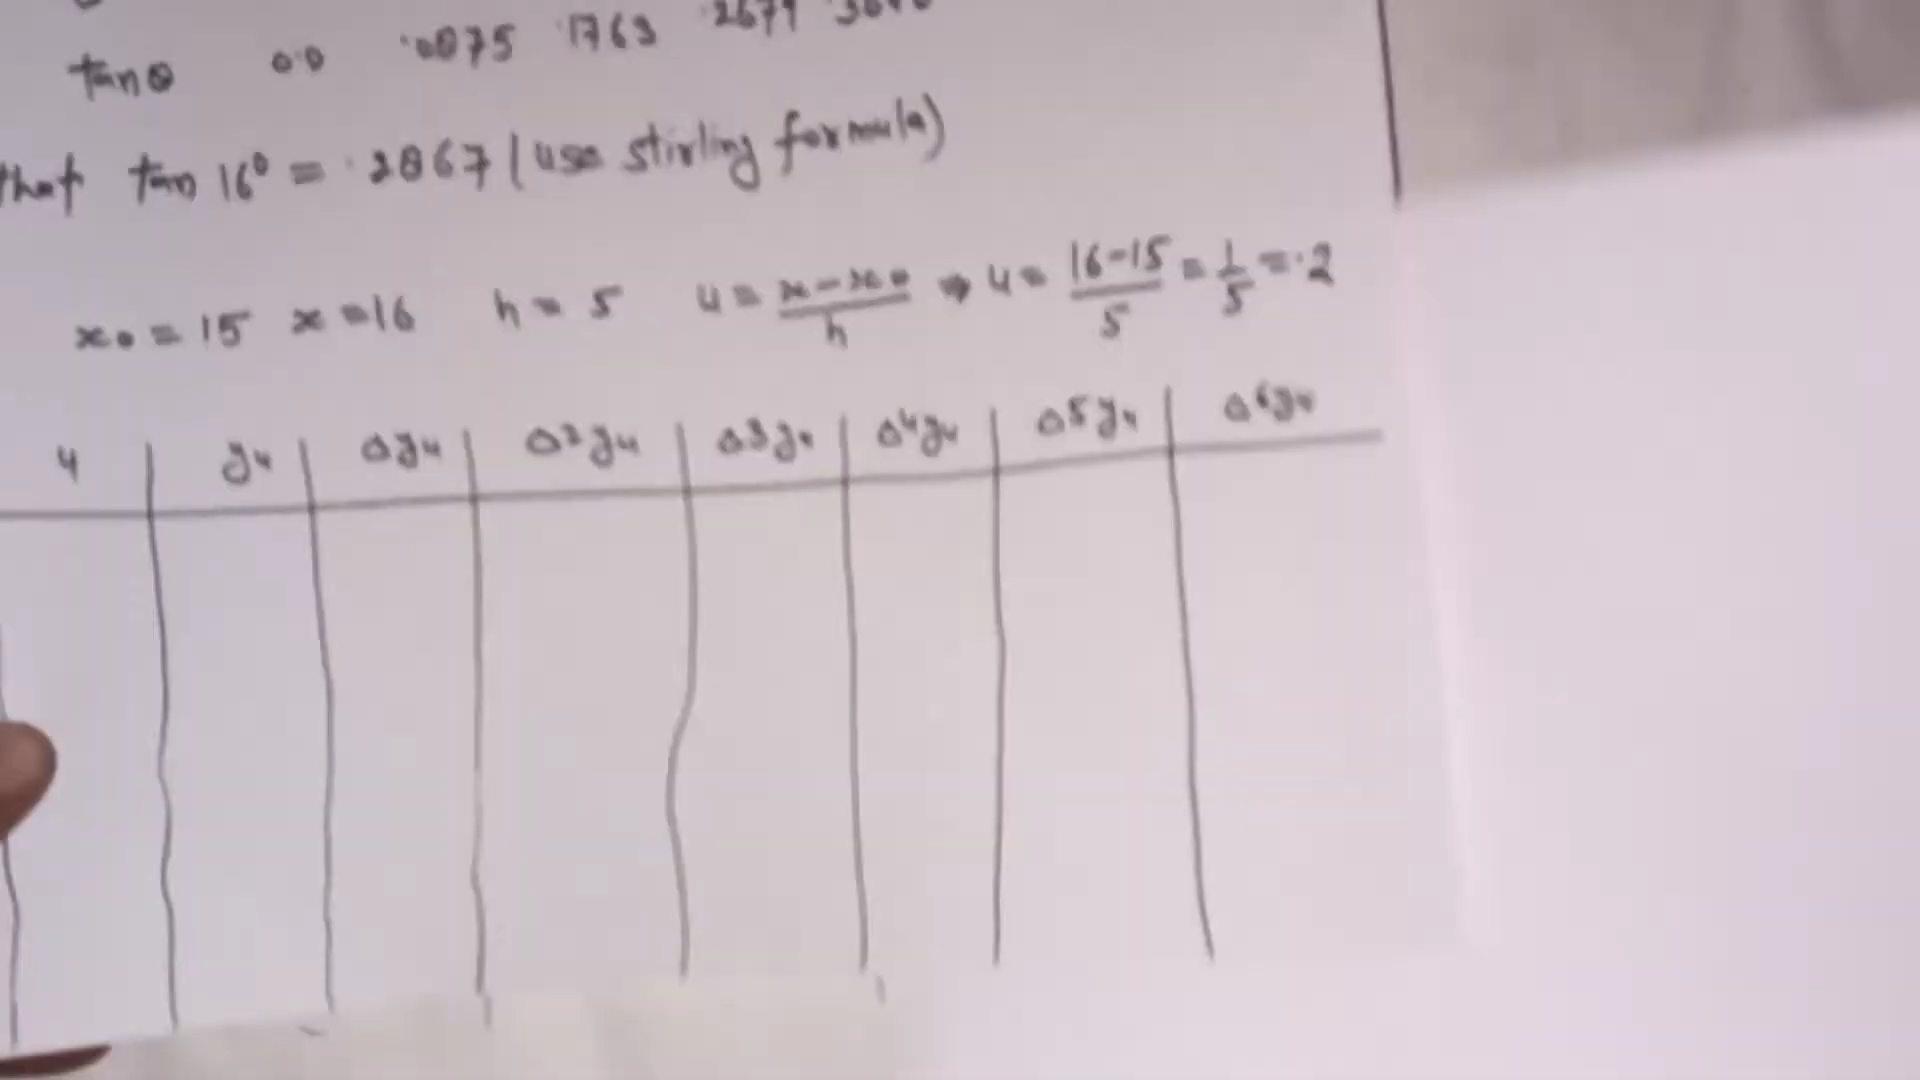 tanθ 0.0 .0875 .1763 .2679
that tan 16° = .2867 (use stirling formula)
x₀ = 15 x = 16 h = 5 u = x - x₀ / h ⇒ u = 16-15 / 5 = 1/5 = .2
u | yu | Δyu | Δ²yu | Δ³yu | Δ⁴yu | Δ⁵yu | Δ⁶yu